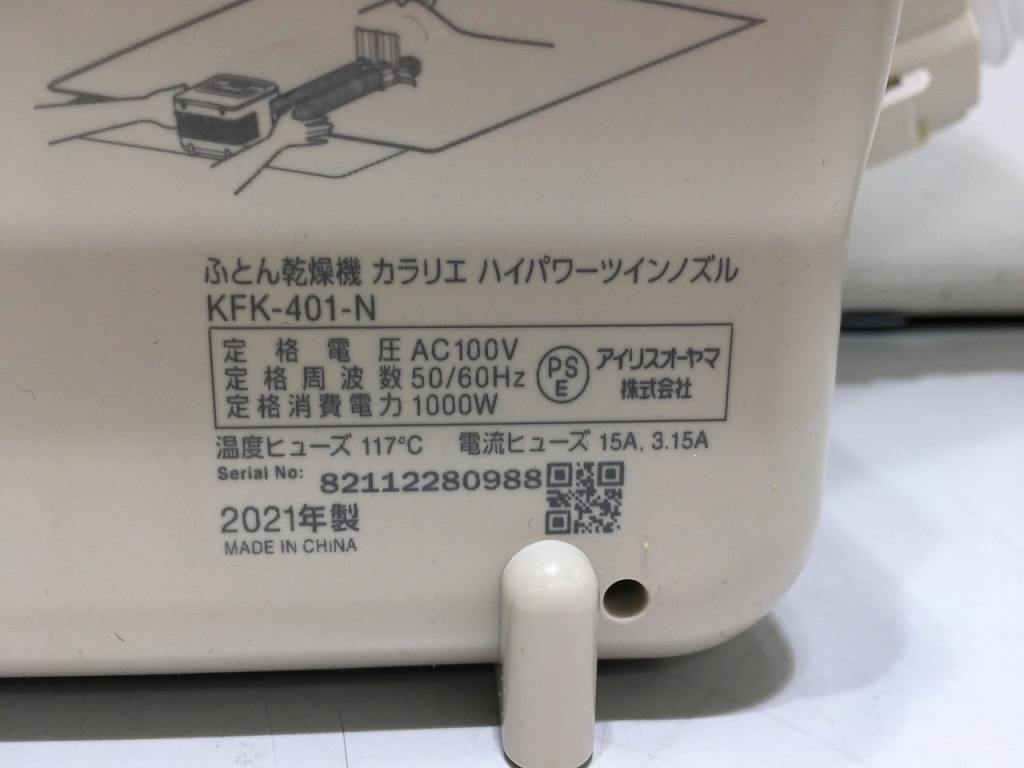 ふとん乾燥機 カラリエ ハイパワーツインノズル
KFK-401-N
定格電圧 AC100V
定格周波数 50/60Hz
定格消費電力 1000W
PS
E
アイリスオーヤマ
株式会社
温度ヒューズ 117°C 電流ヒューズ 15A, 3.15A
Serial No: 82112280988
2021年製
MADE IN CHiNA